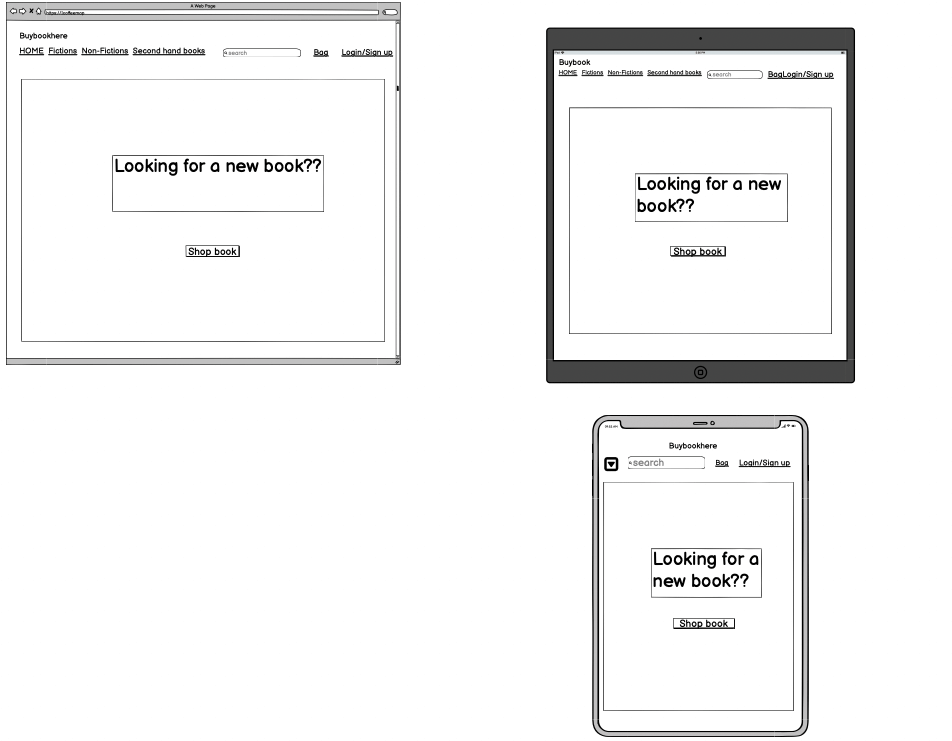 A Web Page
https://coffeemap
Buybookhere
HOME Fictions Non-Fictions Second hand books search Bag Login/Sign up
Looking for a new book??
Shop book
Buybook
HOME Fictions Non-Fictions Second hand books search BagLogin/Sign up
Looking for a new
book??
Shop book
Buybookhere
search Bag Login/Sign up
Looking for a
new book??
Shop book